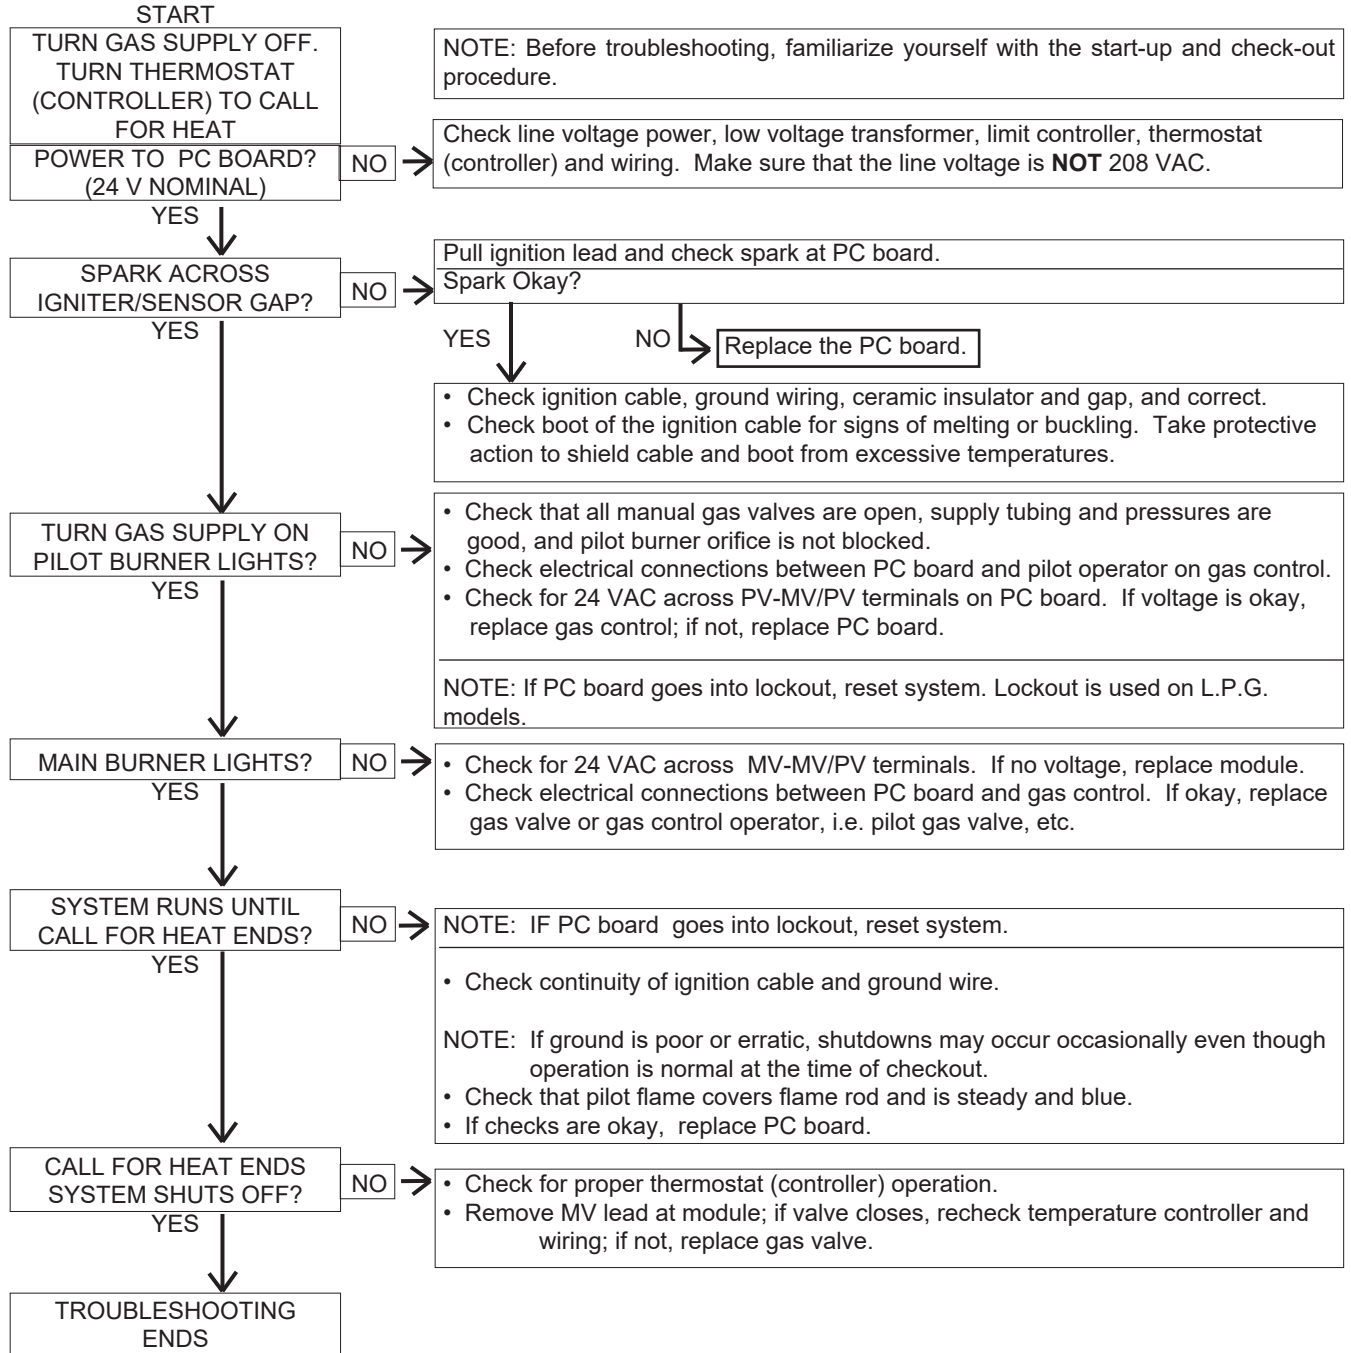 START
TURN GAS SUPPLY OFF.
TURN THERMOSTAT
(CONTROLLER) TO CALL
FOR HEAT
NOTE: Before troubleshooting, familiarize yourself with the start-up and check-out
procedure.
POWER TO PC BOARD?
(24 V NOMINAL)
NO
Check line voltage power, low voltage transformer, limit controller, thermostat
(controller) and wiring. Make sure that the line voltage is NOT 208 VAC.
YES
SPARK ACROSS
IGNITER/SENSOR GAP?
NO
Pull ignition lead and check spark at PC board.
Spark Okay?
YES
YES
NO
Replace the PC board.
• Check ignition cable, ground wiring, ceramic insulator and gap, and correct.
• Check boot of the ignition cable for signs of melting or buckling. Take protective
action to shield cable and boot from excessive temperatures.
TURN GAS SUPPLY ON
PILOT BURNER LIGHTS?
NO
• Check that all manual gas valves are open, supply tubing and pressures are
good, and pilot burner orifice is not blocked.
• Check electrical connections between PC board and pilot operator on gas control.
• Check for 24 VAC across PV-MV/PV terminals on PC board. If voltage is okay,
replace gas control; if not, replace PC board.
NOTE: If PC board goes into lockout, reset system. Lockout is used on L.P.G.
models.
YES
MAIN BURNER LIGHTS?
NO
• Check for 24 VAC across MV-MV/PV terminals. If no voltage, replace module.
• Check electrical connections between PC board and gas control. If okay, replace
gas valve or gas control operator, i.e. pilot gas valve, etc.
YES
SYSTEM RUNS UNTIL
CALL FOR HEAT ENDS?
NO
NOTE: IF PC board goes into lockout, reset system.
• Check continuity of ignition cable and ground wire.
NOTE: If ground is poor or erratic, shutdowns may occur occasionally even though
operation is normal at the time of checkout.
• Check that pilot flame covers flame rod and is steady and blue.
• If checks are okay, replace PC board.
YES
CALL FOR HEAT ENDS
SYSTEM SHUTS OFF?
NO
• Check for proper thermostat (controller) operation.
• Remove MV lead at module; if valve closes, recheck temperature controller and
wiring; if not, replace gas valve.
YES
TROUBLESHOOTING
ENDS